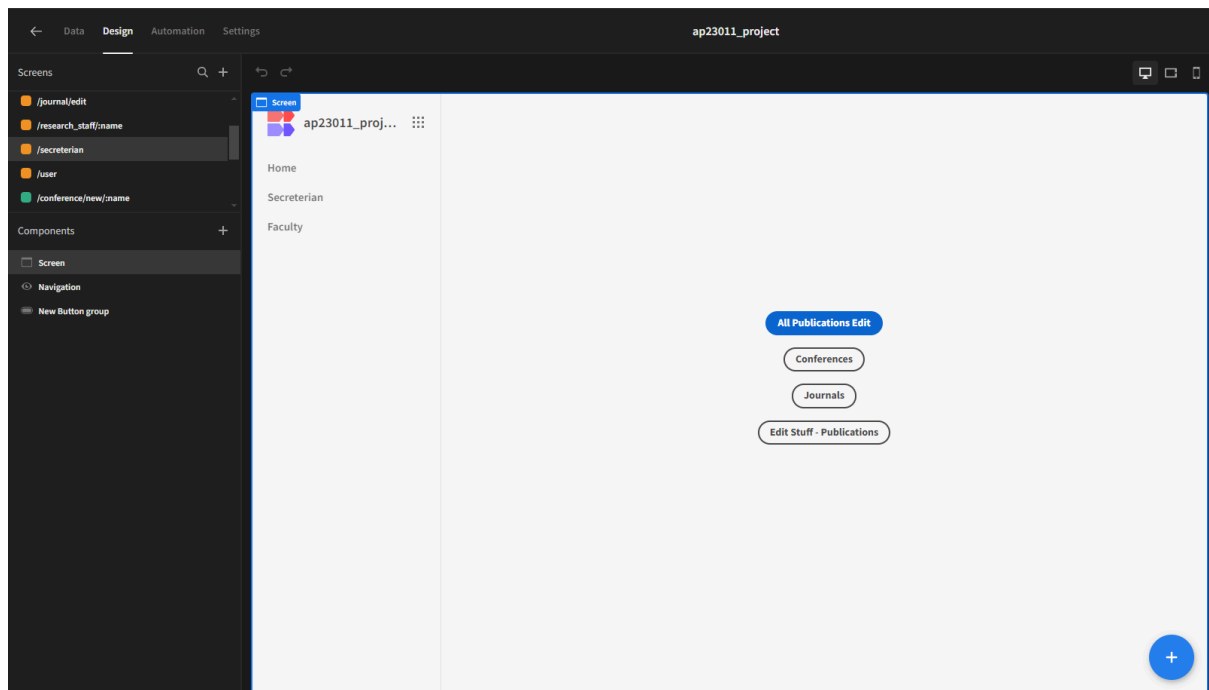 Data Design Automation Settings
ap23011_project
Screens
/journal/edit
/research_staff/:name
/secreterian
/user
/conference/new/:name
Components
Screen
Navigation
New Button group
Screen
ap23011_proj...
Home
Secreterian
Faculty
All Publications Edit
Conferences
Journals
Edit Stuff - Publications